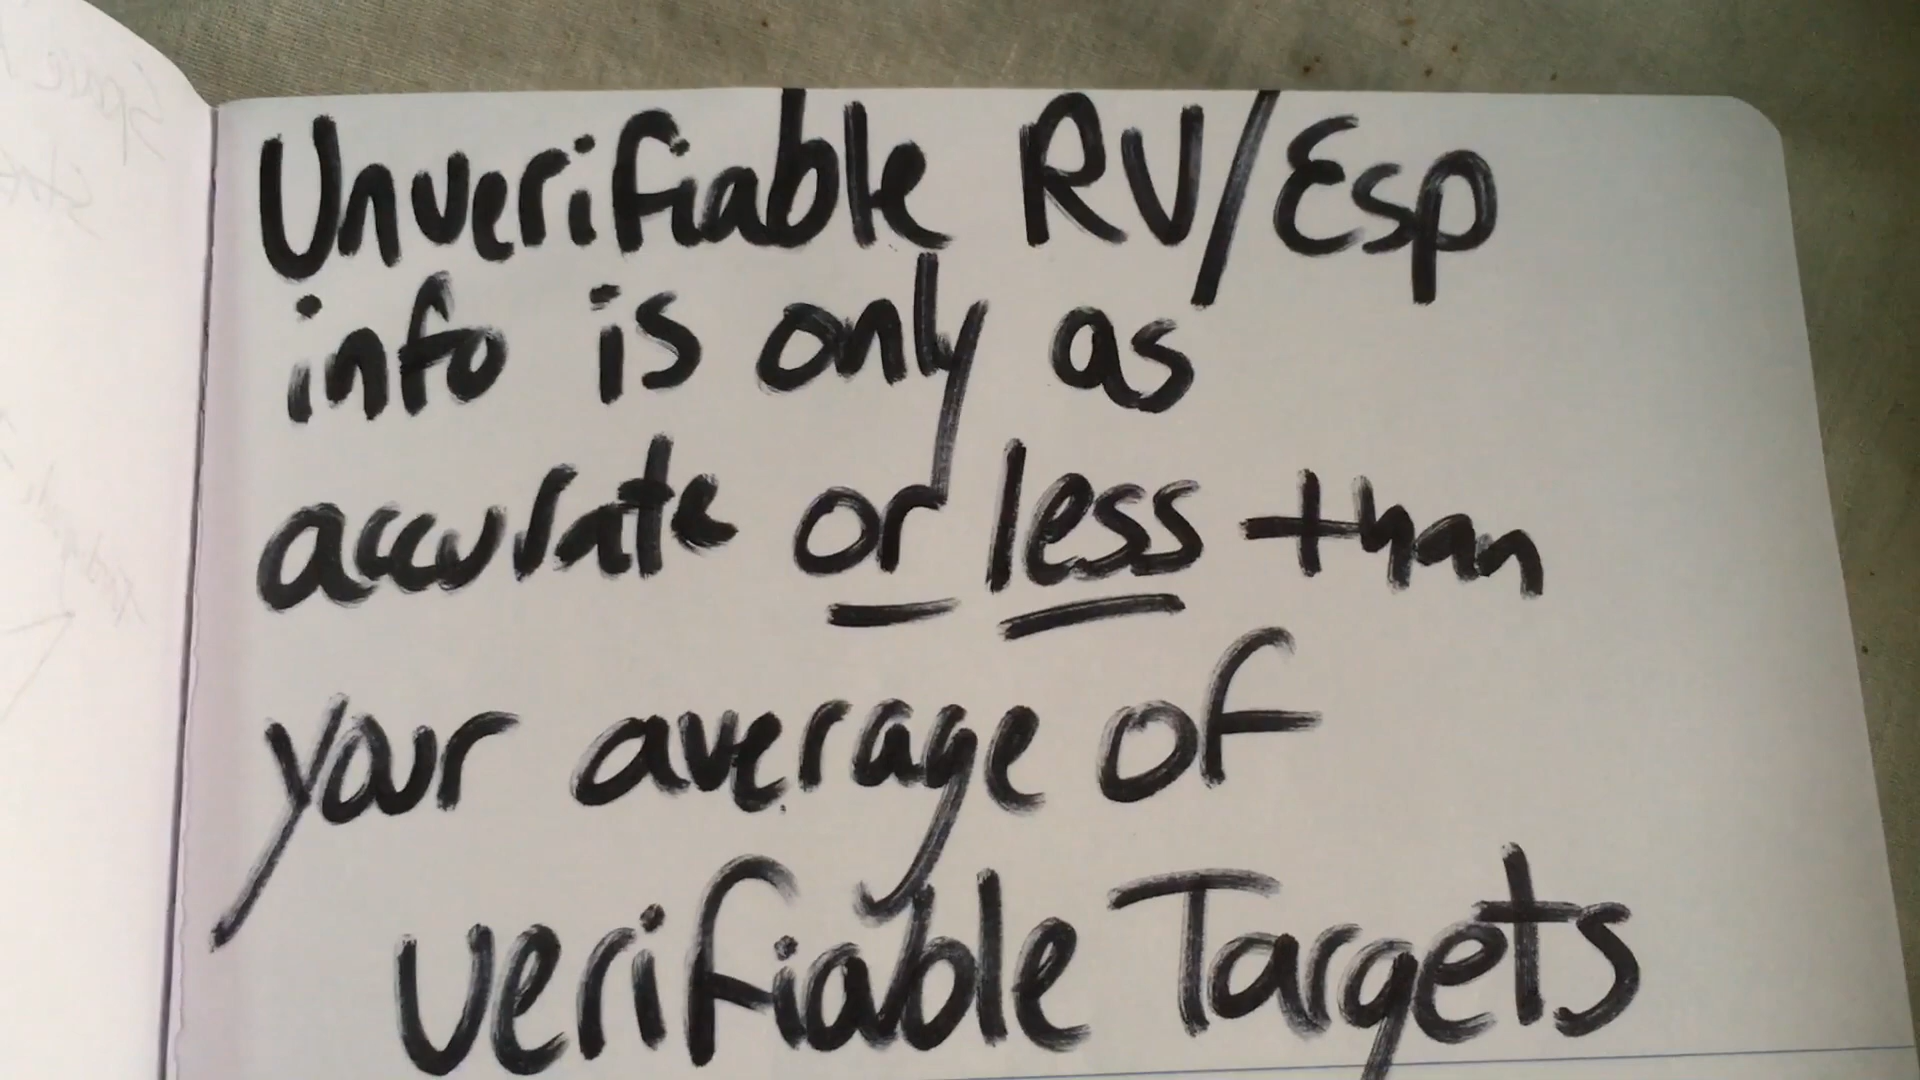 Unverifiable RV/Esp
info is only as
accurate or less than
your average of
verifiable Targets